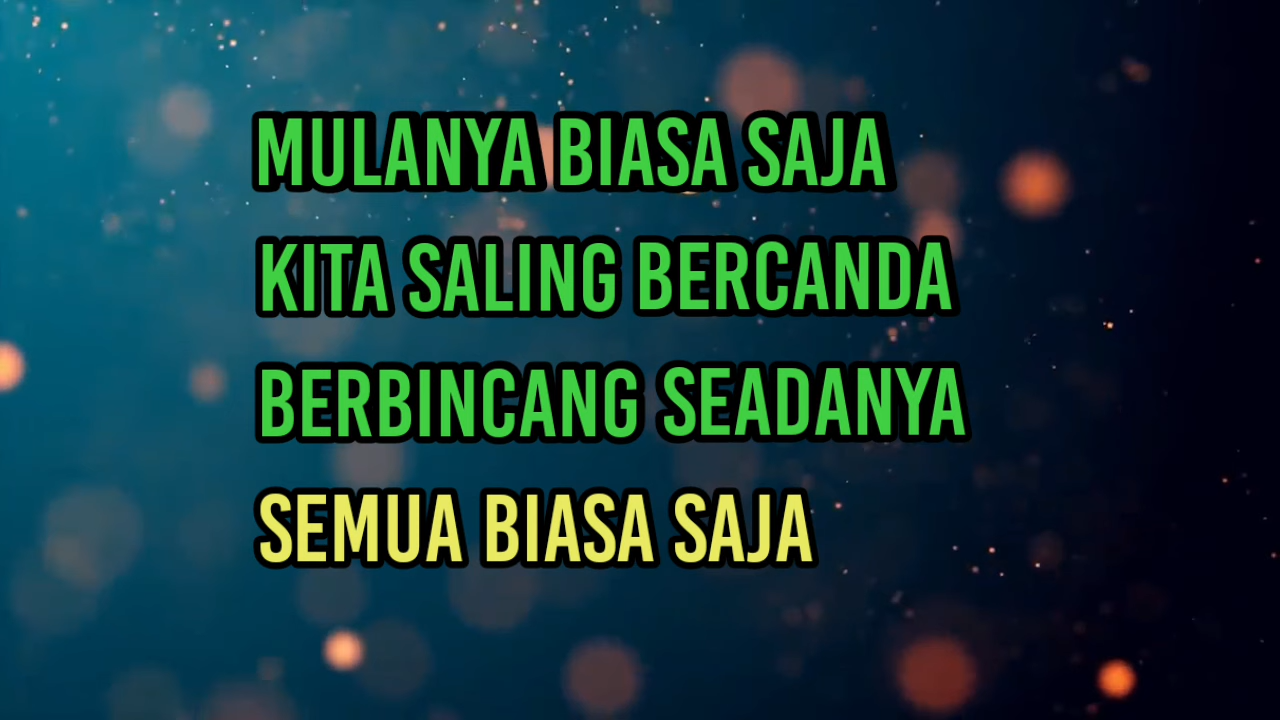 MULANYA BIASA SAJA
KITA SALING BERCANDA
BERBINCANG SEADANYA
SEMUA BIASA SAJA